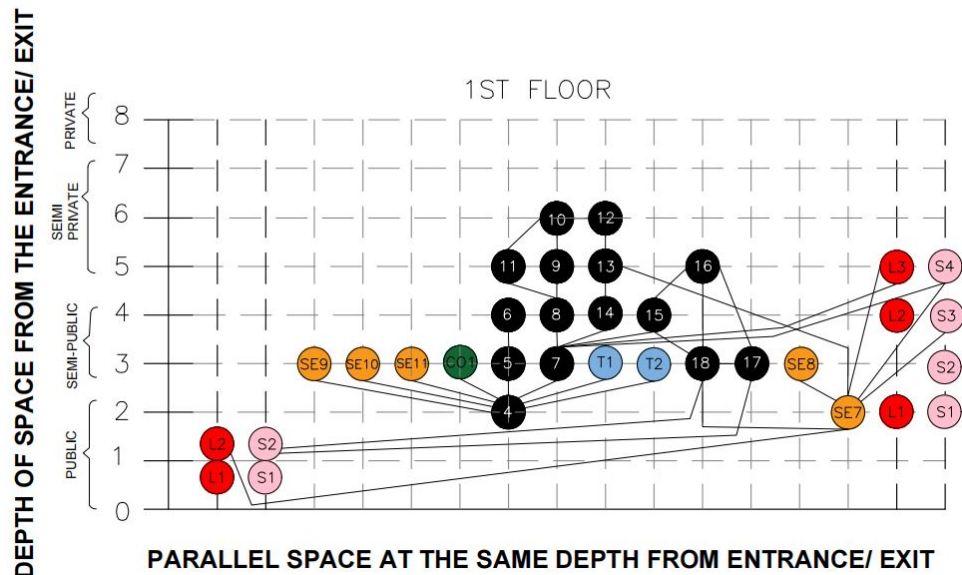 DEPTH OF SPACE FROM THE ENTRANCE/ EXIT
1ST FLOOR
PRIVATE
SEIMI
PRIVATE
SEMI-PUBLIC
PUBLIC
8
7
6
10
12
5
11
9
13
16
L3
S4
4
6
8
14
15
L2
S3
3
SE9
SE10
SE11
CO1
5
7
T1
T2
18
17
SE8
S2
2
4
SE7
L1
S1
L2
S2
1
L1
S1
0
PARALLEL SPACE AT THE SAME DEPTH FROM ENTRANCE/ EXIT